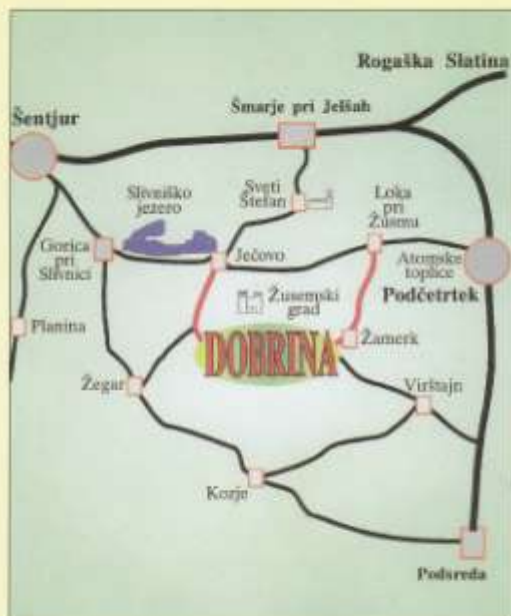 Rogaška Slatina
Šmarje pri Jelšah
Šentjur
Slivniško
jezero
Sveti
Štefan
Loka
pri
Žusmu
Gorica
pri
Slivnici
Ječovo
Atomske
toplice
Podčetrtek
Žusemski
grad
Planina
DOBRINA
Žamerk
Žegar
Virštajn
Kozje
Podsreda